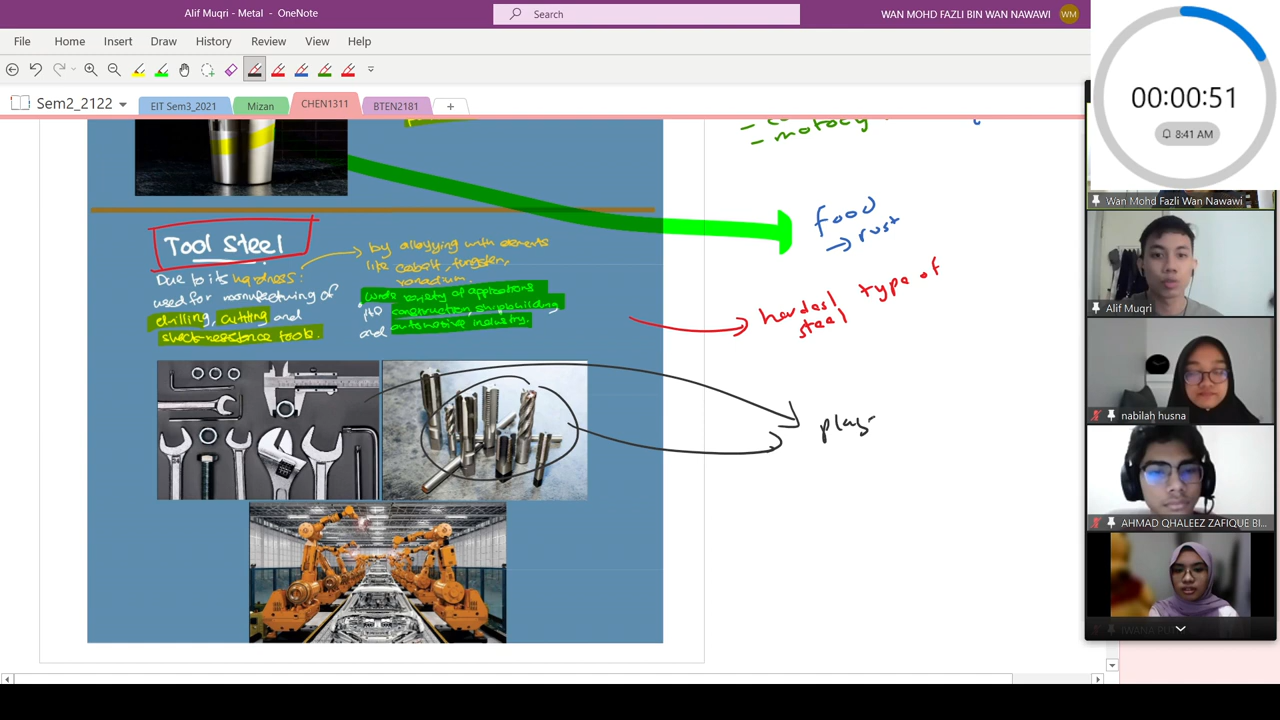 Alif Muqri - Metal - OneNote
Search
WAN MOHD FAZLI BIN WAN NAWAWI
WM
File Home Insert Draw History Review View Help
Sem2_2122
EIT Sem3_2021
Mizan
CHEN1311
BTEN2181
00:00:51
8:41 AM
Wan Mohd Fazli Wan Nawawi
Alif Muqri
nabilah husna
AHMAD QHALEEZ ZAFIQUE BI...
- motocy
food
→ rust
Tool Steel
Due to its hardness:
used for manufacturing of
drilling, cutting and
shock-resistance tools.
by alloying with elements
like cobalt, tungsten,
vanadium.
wide variety of applications
construction, shipbuilding
and automotive industry.
hardest type of
steel